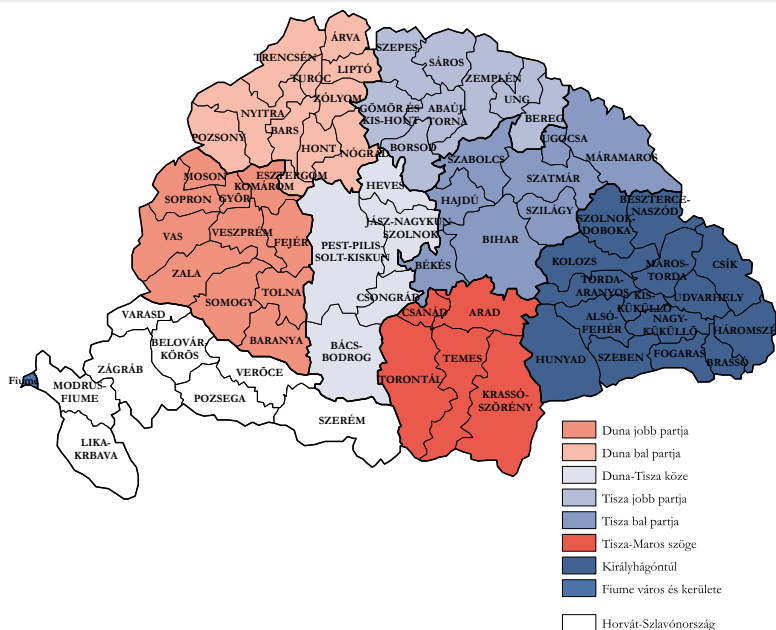 ÁRVA
SZEPES
TRENCSÉN
SÁROS
LIPTÓ
TURÓC
ZEMPLÉN
ZÓLYOM
UNG
GÖMÖR ÉS
KIS-HONT
ABAÚJ-
TORNA
NYITRA
BEREG
BARS
POZSONY
UGOCSA
HONT
BORSOD
NÓGRÁD
SZABOLCS
MÁRAMAROS
MOSON
ESZTERGOM
SZATMÁR
KOMÁROM
HEVES
SOPRON
GYŐR
HAJDÚ
BESZTERCE-
NASZÓD
SZILÁGY
SZOLNOK-
DOBOKA
JÁSZ-NAGYKUN
SZOLNOK
VAS
VESZPRÉM
FEJÉR
PEST-PILIS
SOLT-KISKUN
BIHAR
BÉKÉS
KOLOZS
MAROS-
TORDA
CSÍK
ZALA
TORDA-
ARANYOS
TOLNA
CSONGRÁD
KIS-
KÜKÜLLŐ
UDVARHELY
SOMOGY
VARASD
CSANÁD
ARAD
ALSÓ-
FEHÉR
NAGY-
KÜKÜLLŐ
HÁROMSZÉK
BELOVÁR-
KŐRÖS
BARANYA
BÁCS-
BODROG
TEMES
HUNYAD
SZEBEN
FOGARAS
BRASSÓ
ZÁGRÁB
VERŐCE
Fiume
TORONTÁL
MODRUS-
FIUME
POZSEGA
KRASSÓ-
SZÖRÉNY
SZERÉM
LIKA-
KRBAVA
Duna jobb partja
Duna bal partja
Duna-Tisza köze
Tisza jobb partja
Tisza bal partja
Tisza-Maros szöge
Királyhágóntúl
Fiume város és kerülete
Horvát-Szlavónország